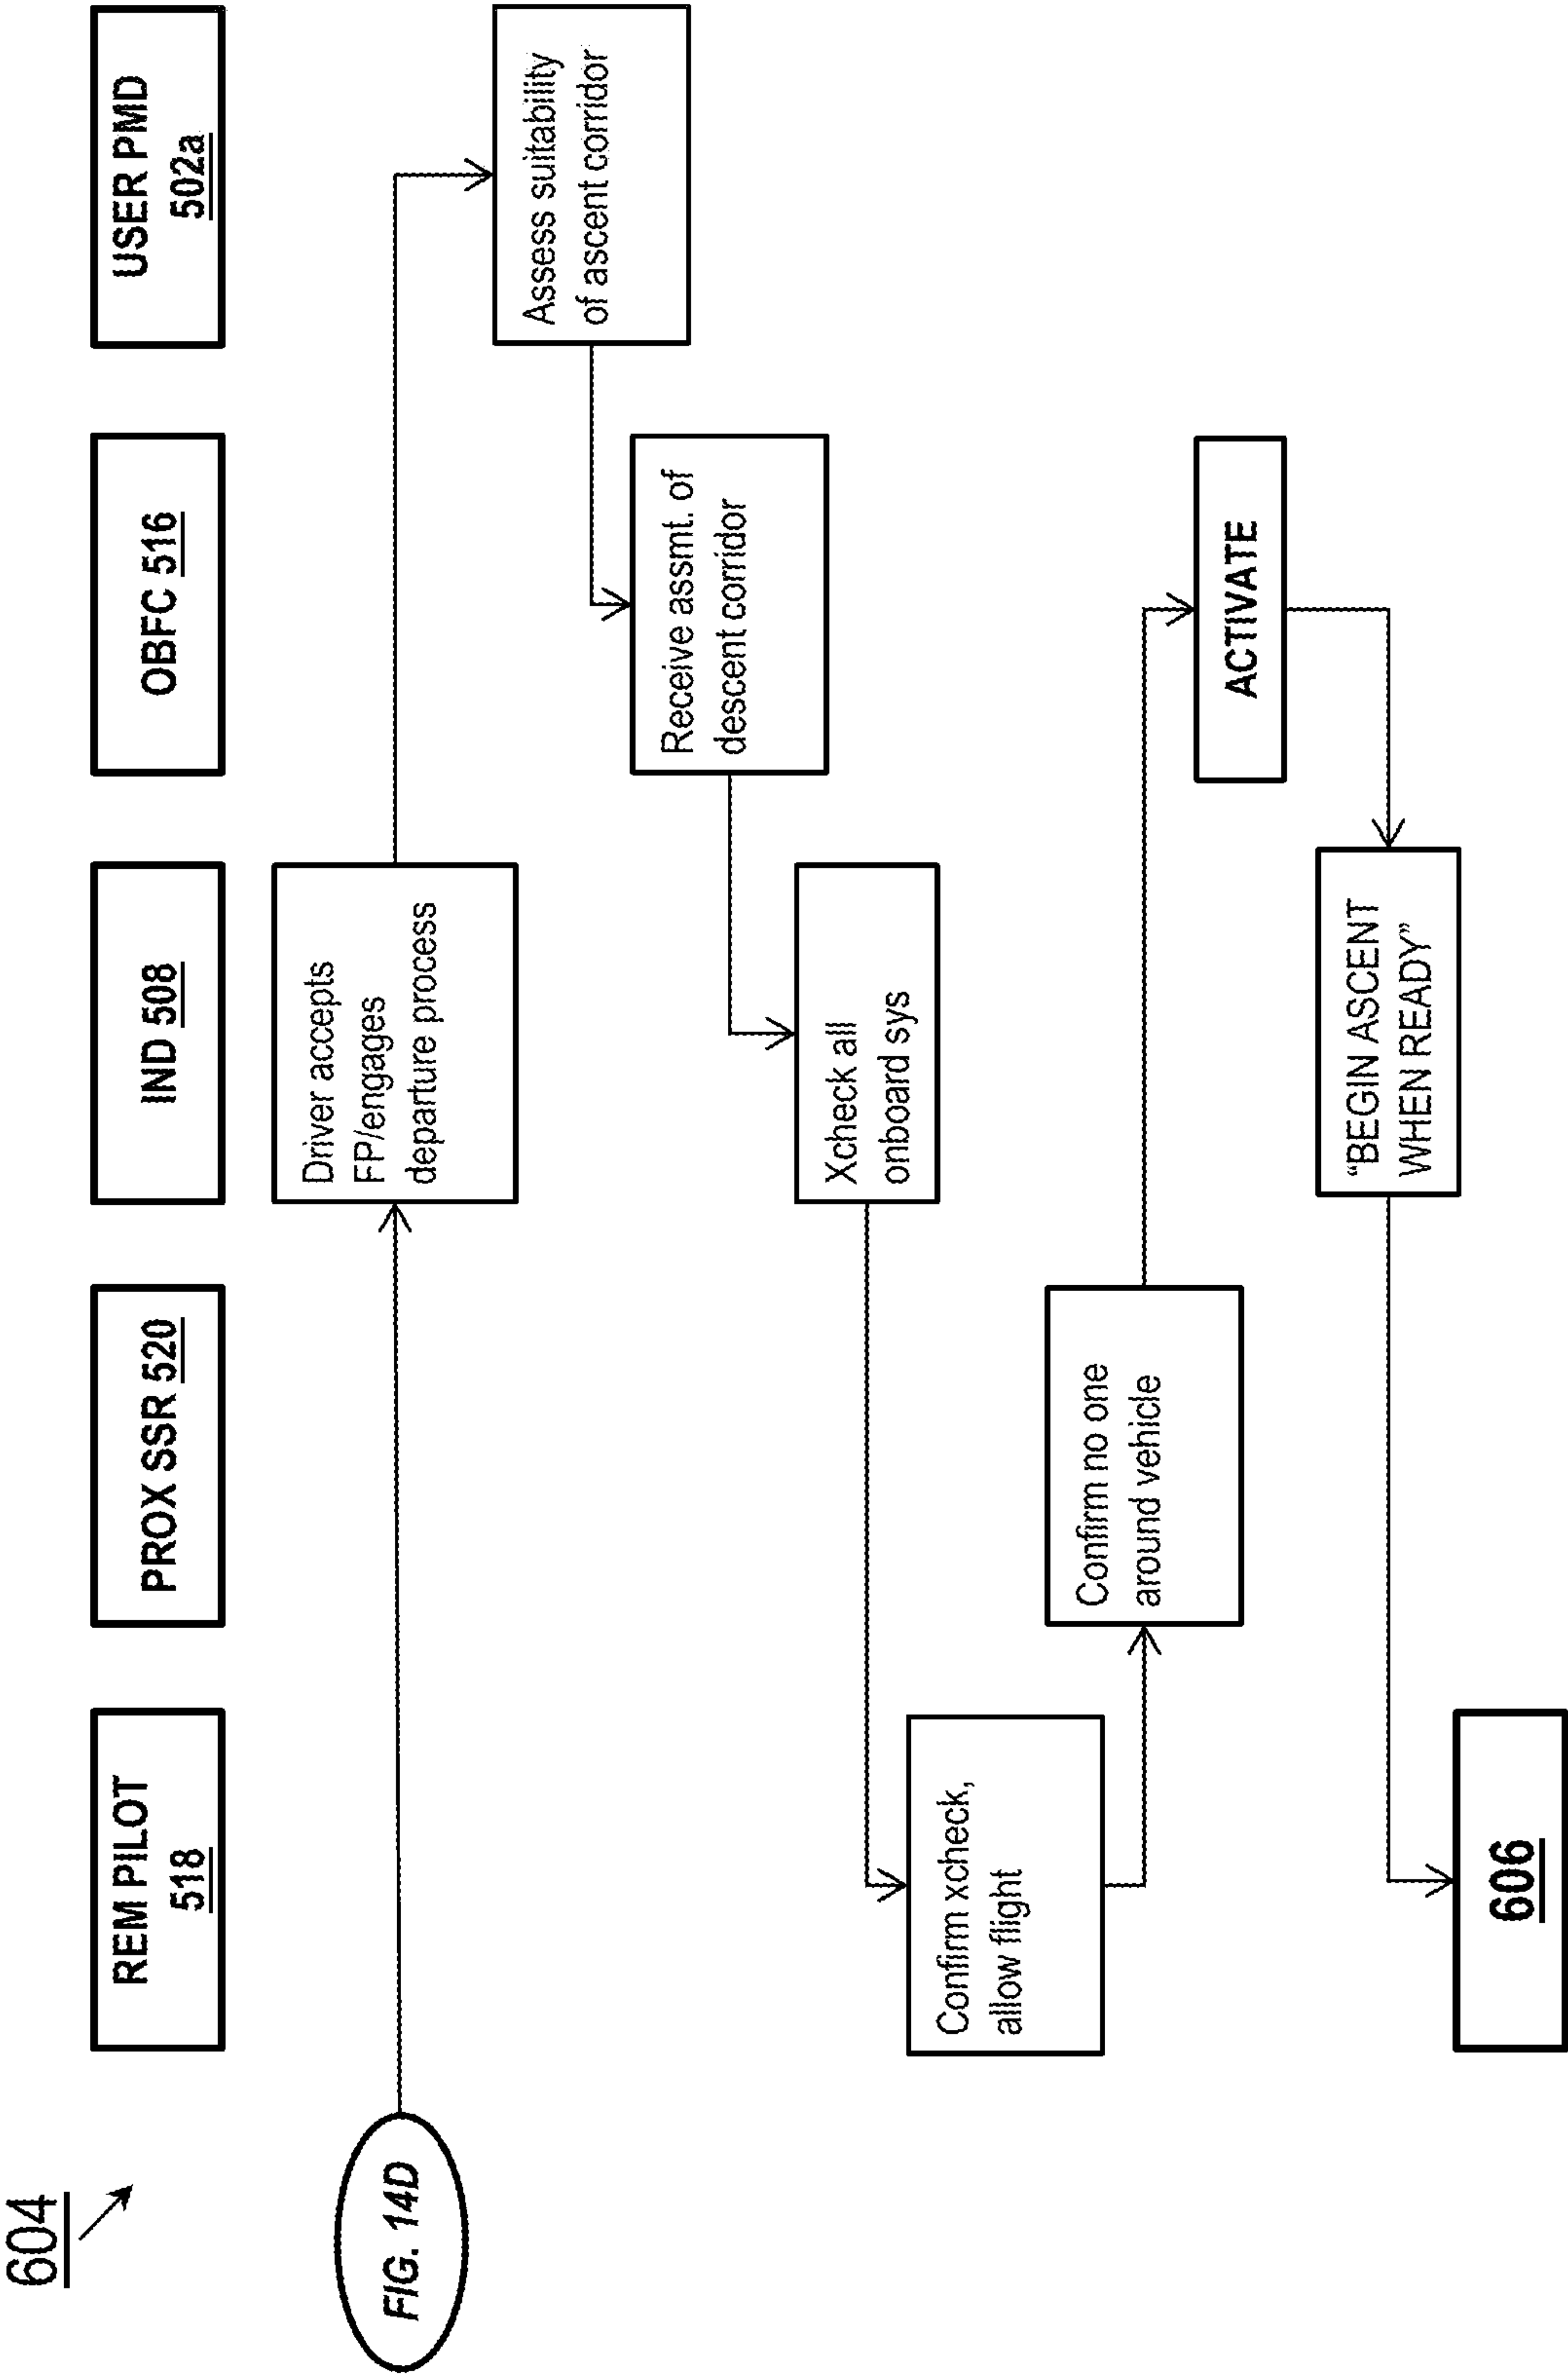 604
REM PILOT
518
PROX SSR 520
IND 508
OBFC 516
USER PMD
502a
FIG. 14D
Driver accepts
FP/engages
departure process
Assess suitability
of ascent corridor
Receive assmt. of
descent corridor
Xcheck all
onboard sys
Confirm xcheck,
allow flight
Confirm no one
around vehicle
ACTIVATE
“BEGIN ASCENT
WHEN READY”
606